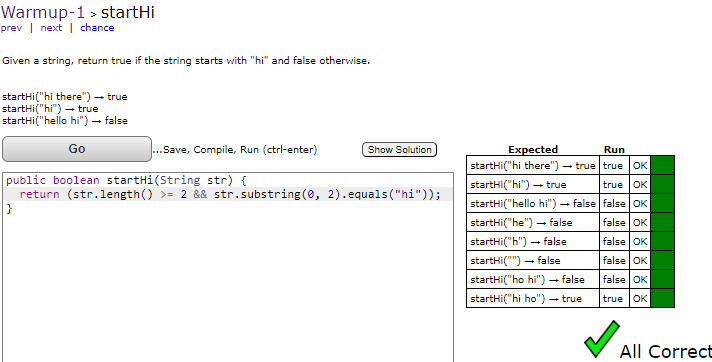 Warmup-1 > startHi
prev | next | chance
Given a string, return true if the string starts with "hi" and false otherwise.
startHi("hi there") → true
startHi("hi") → true
startHi("hello hi") → false
Go
...Save, Compile, Run (ctrl-enter)
Show Solution
public boolean startHi(String str) {
  return (str.length() >= 2 && str.substring(0, 2).equals("hi"));
}
Expected Run
startHi("hi there") → true true OK
startHi("hi") → true true OK
startHi("hello hi") → false false OK
startHi("he") → false false OK
startHi("h") → false false OK
startHi("") → false false OK
startHi("ho hi") → false false OK
startHi("hi ho") → true true OK
All Correct